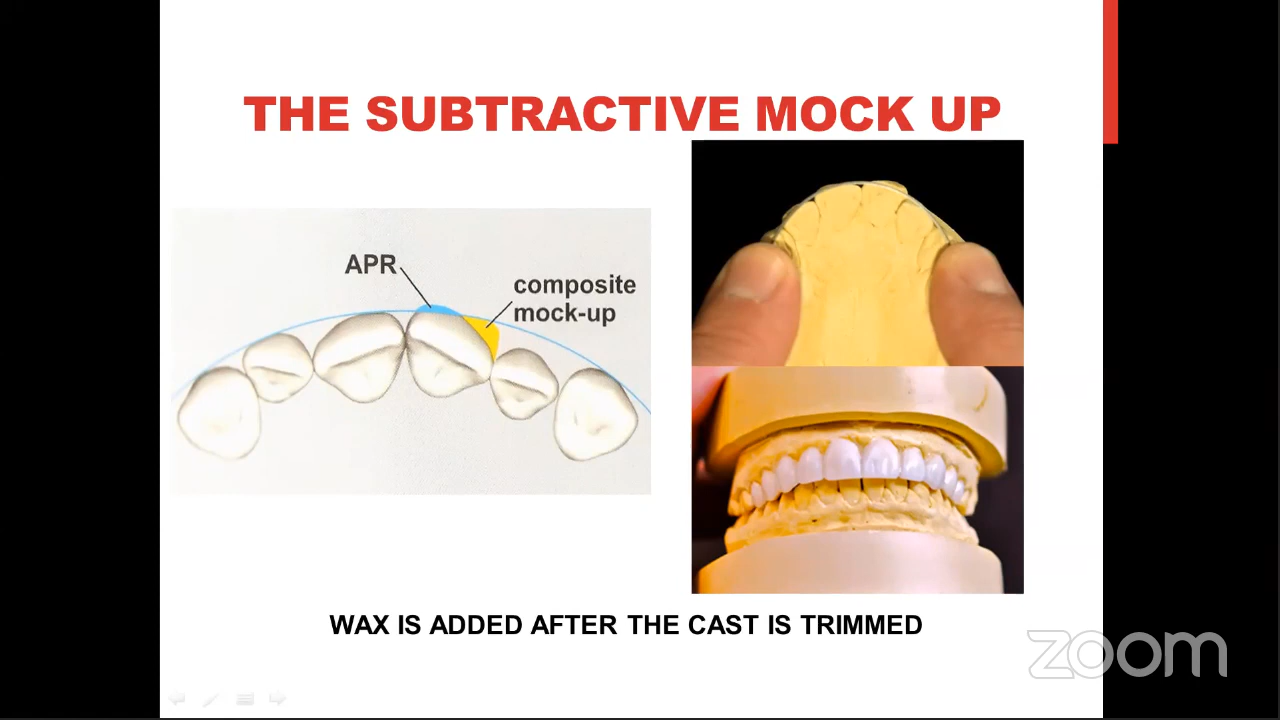 THE SUBTRACTIVE MOCK UP
APR
composite
mock-up
WAX IS ADDED AFTER THE CAST IS TRIMMED
zoom